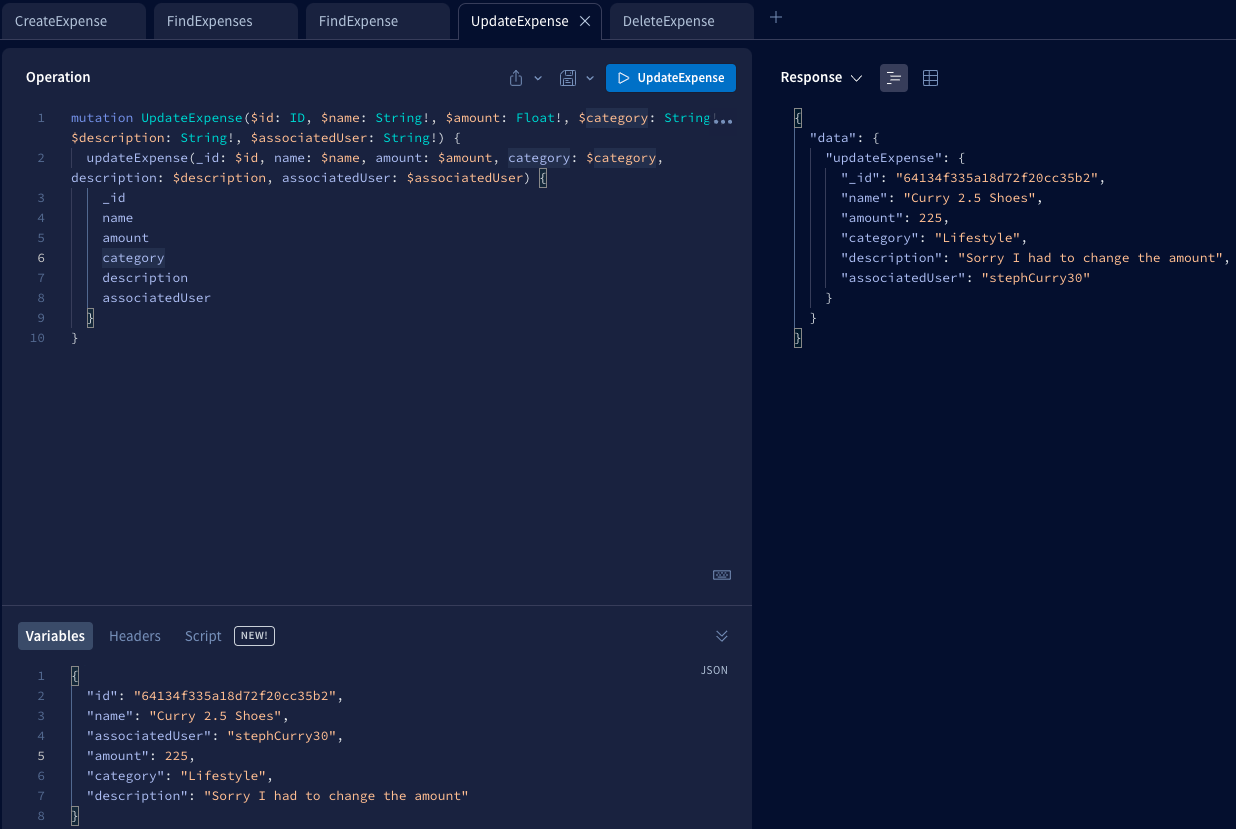 CreateExpense
FindExpenses
FindExpense
UpdateExpense
DeleteExpense
Operation
UpdateExpense
1 mutation UpdateExpense($id: ID, $name: String!, $amount: Float!, $category: String
$description: String!, $associatedUser: String!) {
2 updateExpense(_id: $id, name: $name, amount: $amount, category: $category,
description: $description, associatedUser: $associatedUser) {
3 _id
4 name
5 amount
6 category
7 description
8 associatedUser
9 }
10 }
Variables
Headers
Script
NEW!
JSON
1 {
2 "id": "64134f335a18d72f20cc35b2",
3 "name": "Curry 2.5 Shoes",
4 "associatedUser": "stephCurry30",
5 "amount": 225,
6 "category": "Lifestyle",
7 "description": "Sorry I had to change the amount"
8 }
Response
{
"data": {
"updateExpense": {
"_id": "64134f335a18d72f20cc35b2",
"name": "Curry 2.5 Shoes",
"amount": 225,
"category": "Lifestyle",
"description": "Sorry I had to change the amount",
"associatedUser": "stephCurry30"
}
}
}